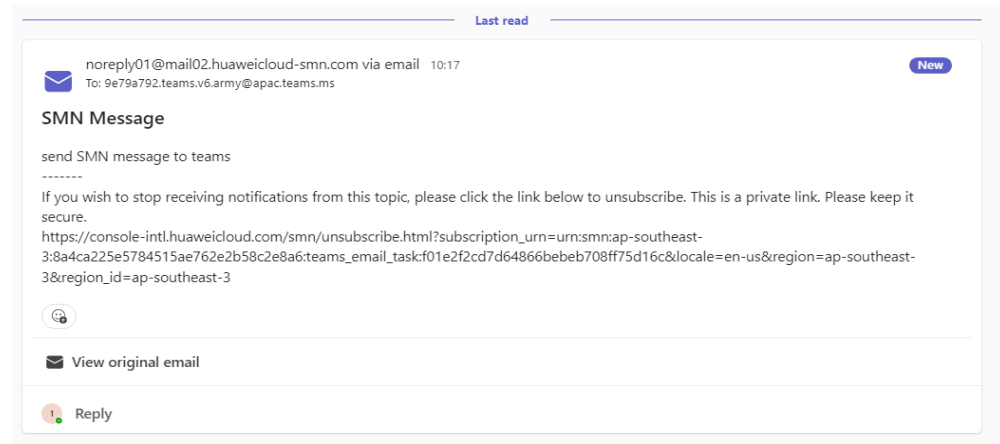 Last read
noreply01@mail02.huaweicloud-smn.com via email 10:17 New
To: 9e79a792.teams.v6.army@apac.teams.ms
SMN Message
send SMN message to teams
-------
If you wish to stop receiving notifications from this topic, please click the link below to unsubscribe. This is a private link. Please keep it
secure.
https://console-intl.huaweicloud.com/smn/unsubscribe.html?subscription_urn=urn:smn:ap-southeast-
3:8a4ca225e5784515ae762e2b58c2e8a6:teams_email_task:f01e2f2cd7d64866bebeb708ff75d16c&locale=en-us&region=ap-southeast-
3&region_id=ap-southeast-3
View original email
1 Reply